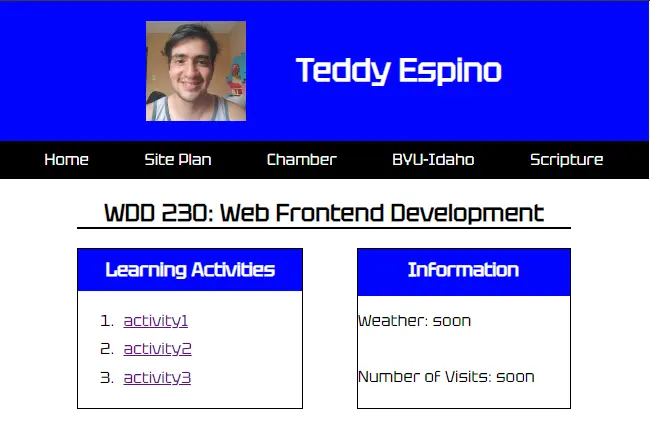 Teddy Espino
Home Site Plan Chamber BYU-Idaho Scripture
WDD 230: Web Frontend Development
Learning Activities
1. activity1
2. activity2
3. activity3
Information
Weather: soon
Number of Visits: soon